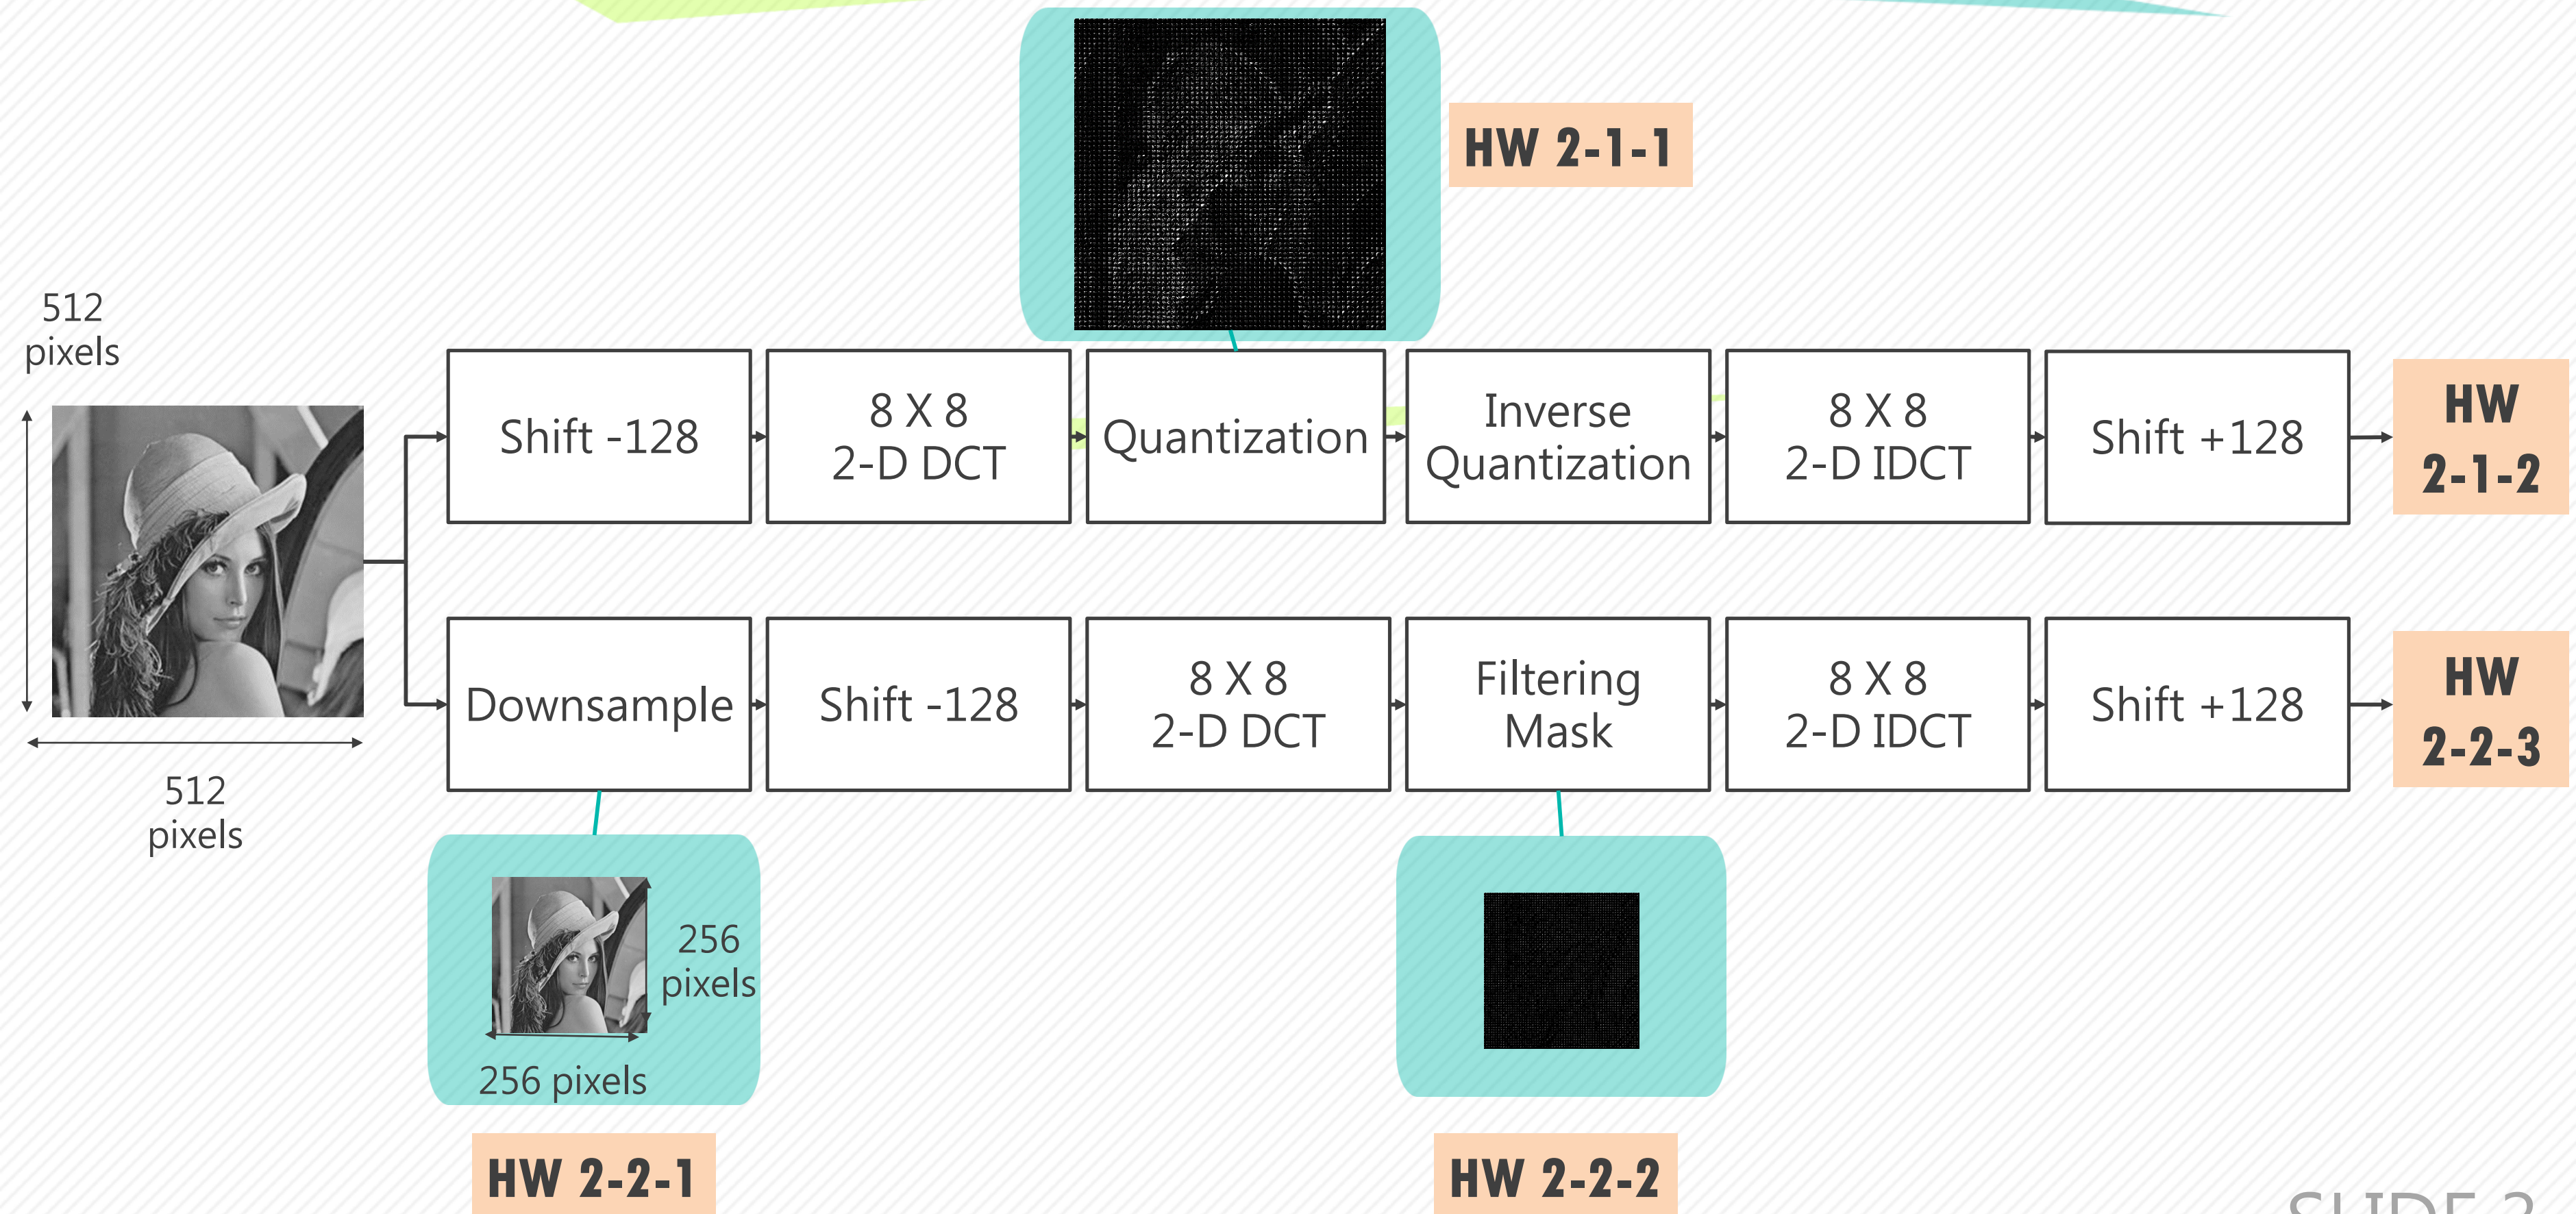 HW 2-1-1
512
pixels
Shift -128
8 X 8
2-D DCT
Quantization
Inverse
Quantization
8 X 8
2-D IDCT
Shift +128
HW
2-1-2
512
pixels
Downsample
Shift -128
8 X 8
2-D DCT
Filtering
Mask
8 X 8
2-D IDCT
Shift +128
HW
2-2-3
256
pixels
256 pixels
HW 2-2-1
HW 2-2-2